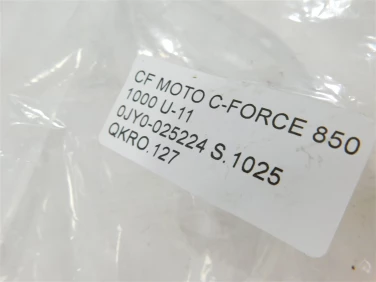 CF MOTO C-FORCE 850
1000 U-11
0JY0-025224 S.1025
QKRO.127